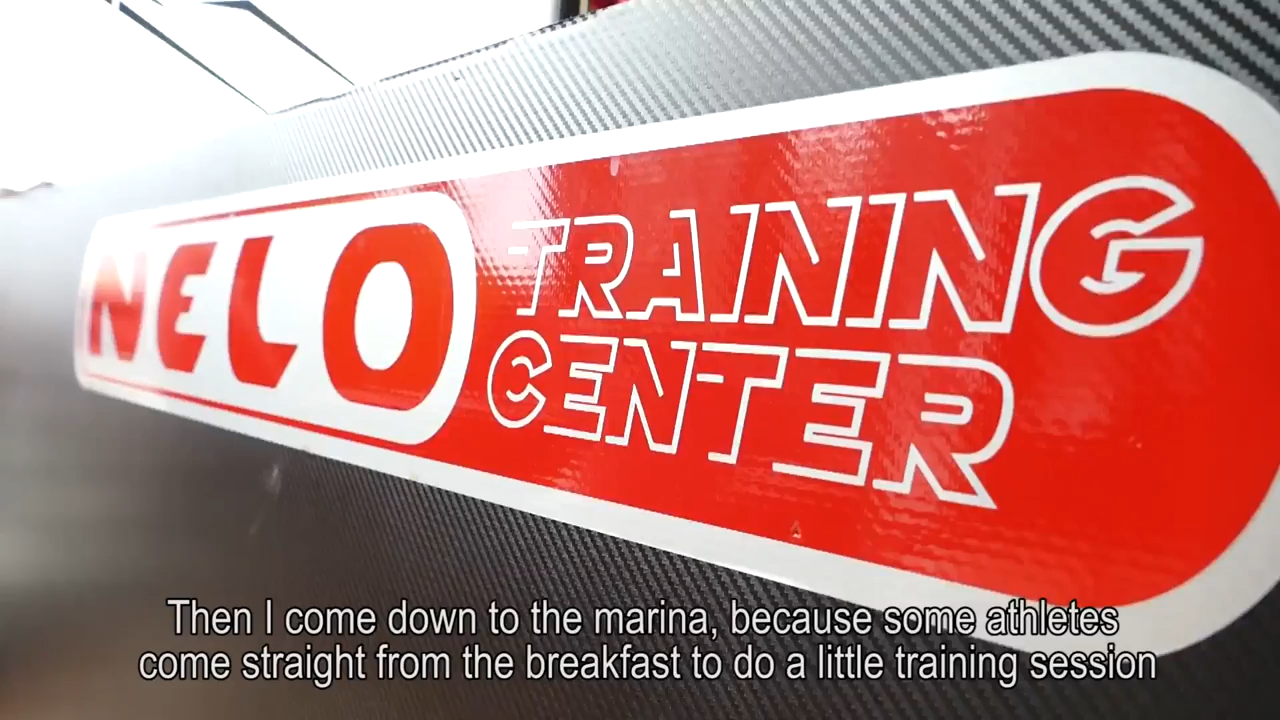 NELO
TRAINING
CENTER
Then I come down to the marina, because some athletes
come straight from the breakfast to do a little training session